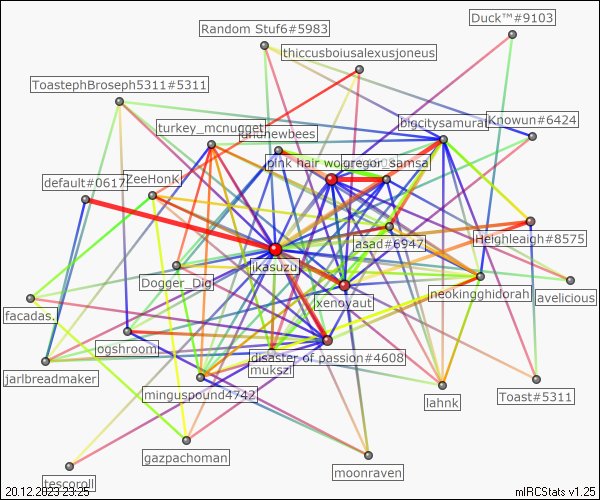 Duck™#9103
Random Stuf6#5983
thiccusboiusalexusjoneus
ToastephBroseph5311#5311
Knowun#6424
bigcitysamurai
turkey_mcnugget
gregor_samsa
pink hair wo
ZeeHonK
default#0617
Heighleaigh#8575
asad#6947
jikasuzu
Dogger_Dig
neokingghidorah
avelicious
xenoyaut
facadas.
ogshroom
disaster of passion#4608
mukszi
jarlbreadmaker
minguspound4742
Toast#5311
lahnk
gazpachoman
moonraven
tescoroll
20.12.2023 23:25
mIRCStats v1.25